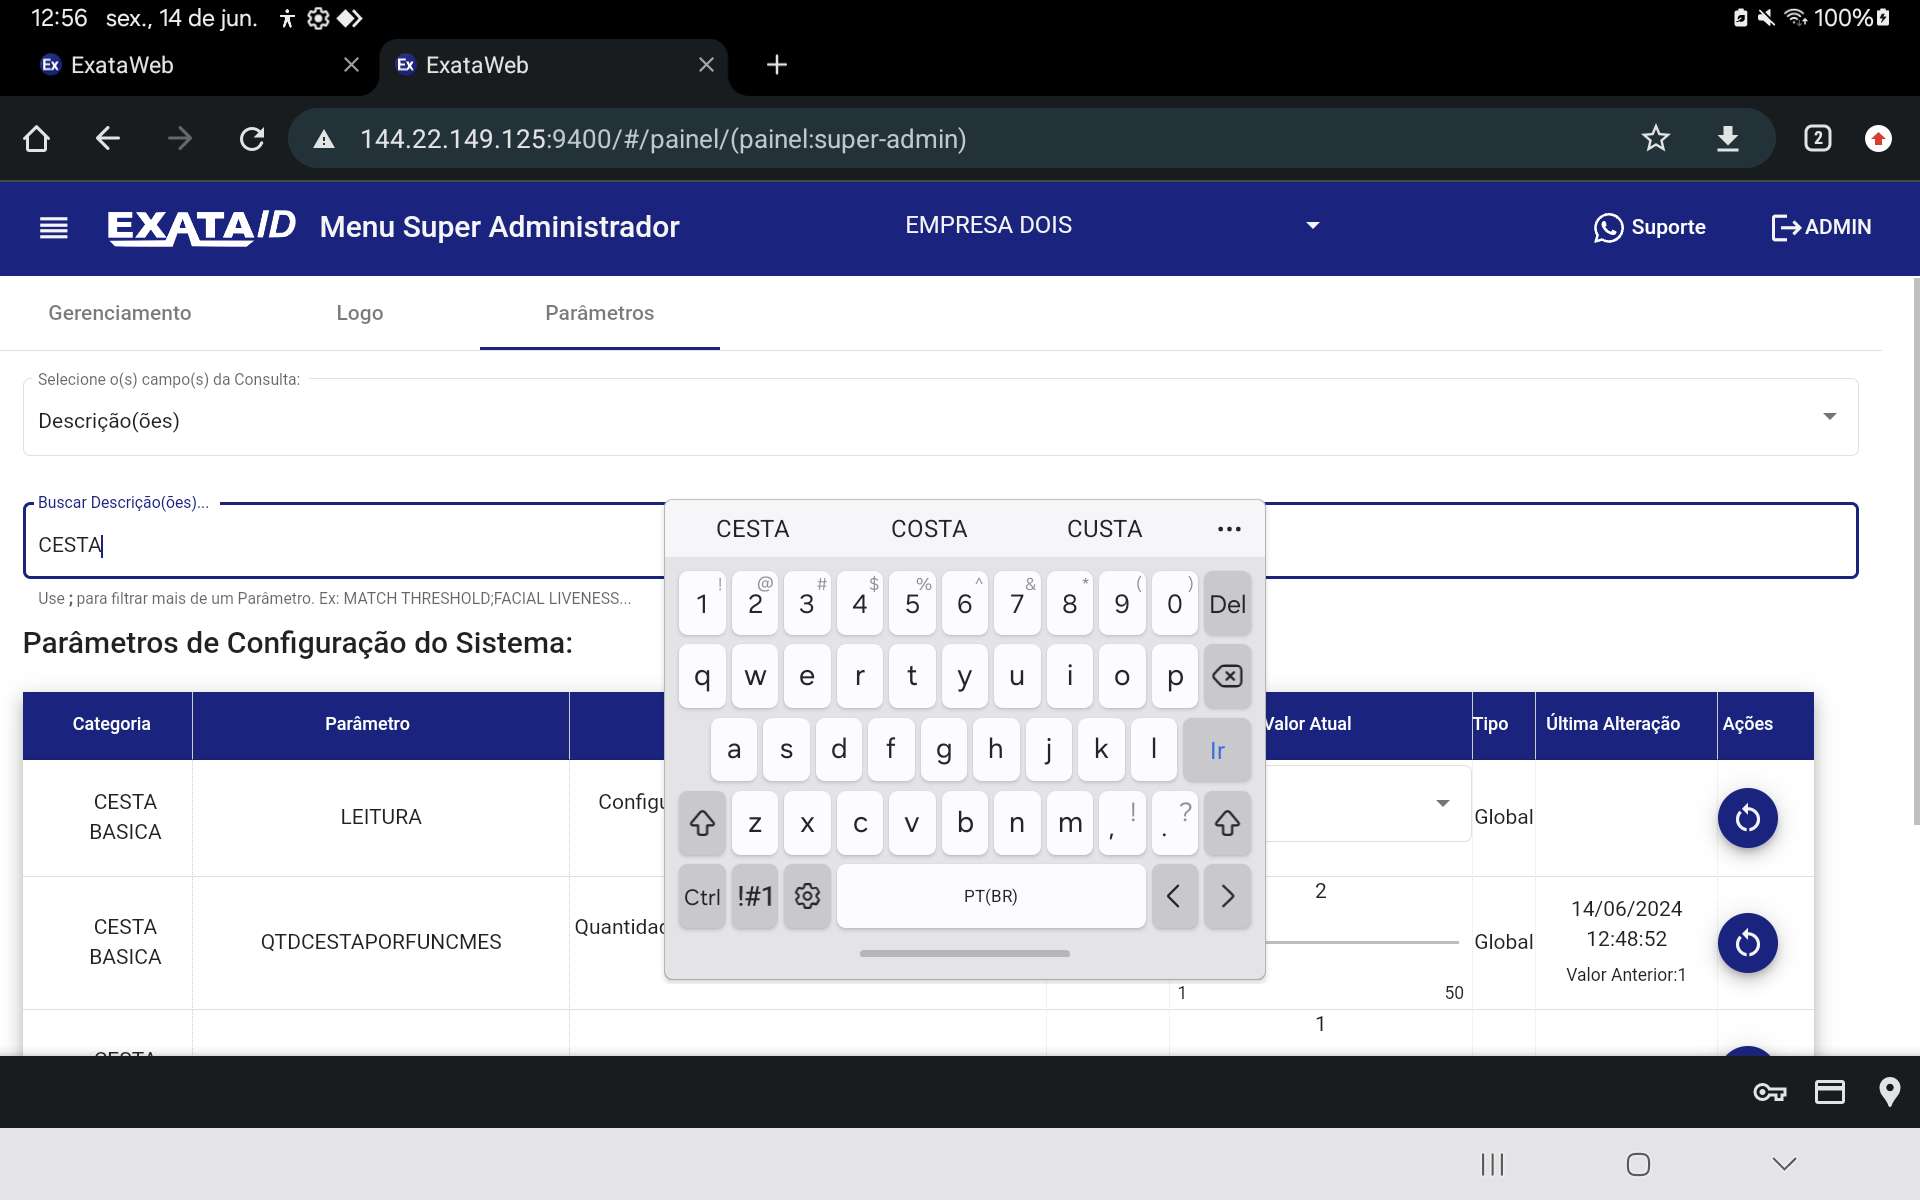 12:56 sex., 14 de jun.
100%
Ex ExataWeb
Ex ExataWeb
144.22.149.125:9400/#/painel/(painel:super-admin)
2
EXATA ID Menu Super Administrador
EMPRESA DOIS
Suporte
ADMIN
Gerenciamento
Logo
Parâmetros
Selecione o(s) campo(s) da Consulta:
Descrição(ões)
Buscar Descrição(ões)...
CESTA
Use ; para filtrar mais de um Parâmetro. Ex: MATCH THRESHOLD;FACIAL LIVENESS...
Parâmetros de Configuração do Sistema:
Categoria
Parâmetro
Valor Atual
Tipo
Última Alteração
Ações
CESTA
BASICA
LEITURA
Configu
Global
CESTA
BASICA
QTDCESTAPORFUNCMES
Quantidad
2
1
50
Global
14/06/2024
12:48:52
Valor Anterior:1
CESTA
1
CESTA COSTA CUSTA ...
! @ # $ % ^ & * ( )
1 2 3 4 5 6 7 8 9 0 Del
q w e r t y u i o p
a s d f g h j k l Ir
z x c v b n m , ! . ?
Ctrl !#1 PT(BR) < >